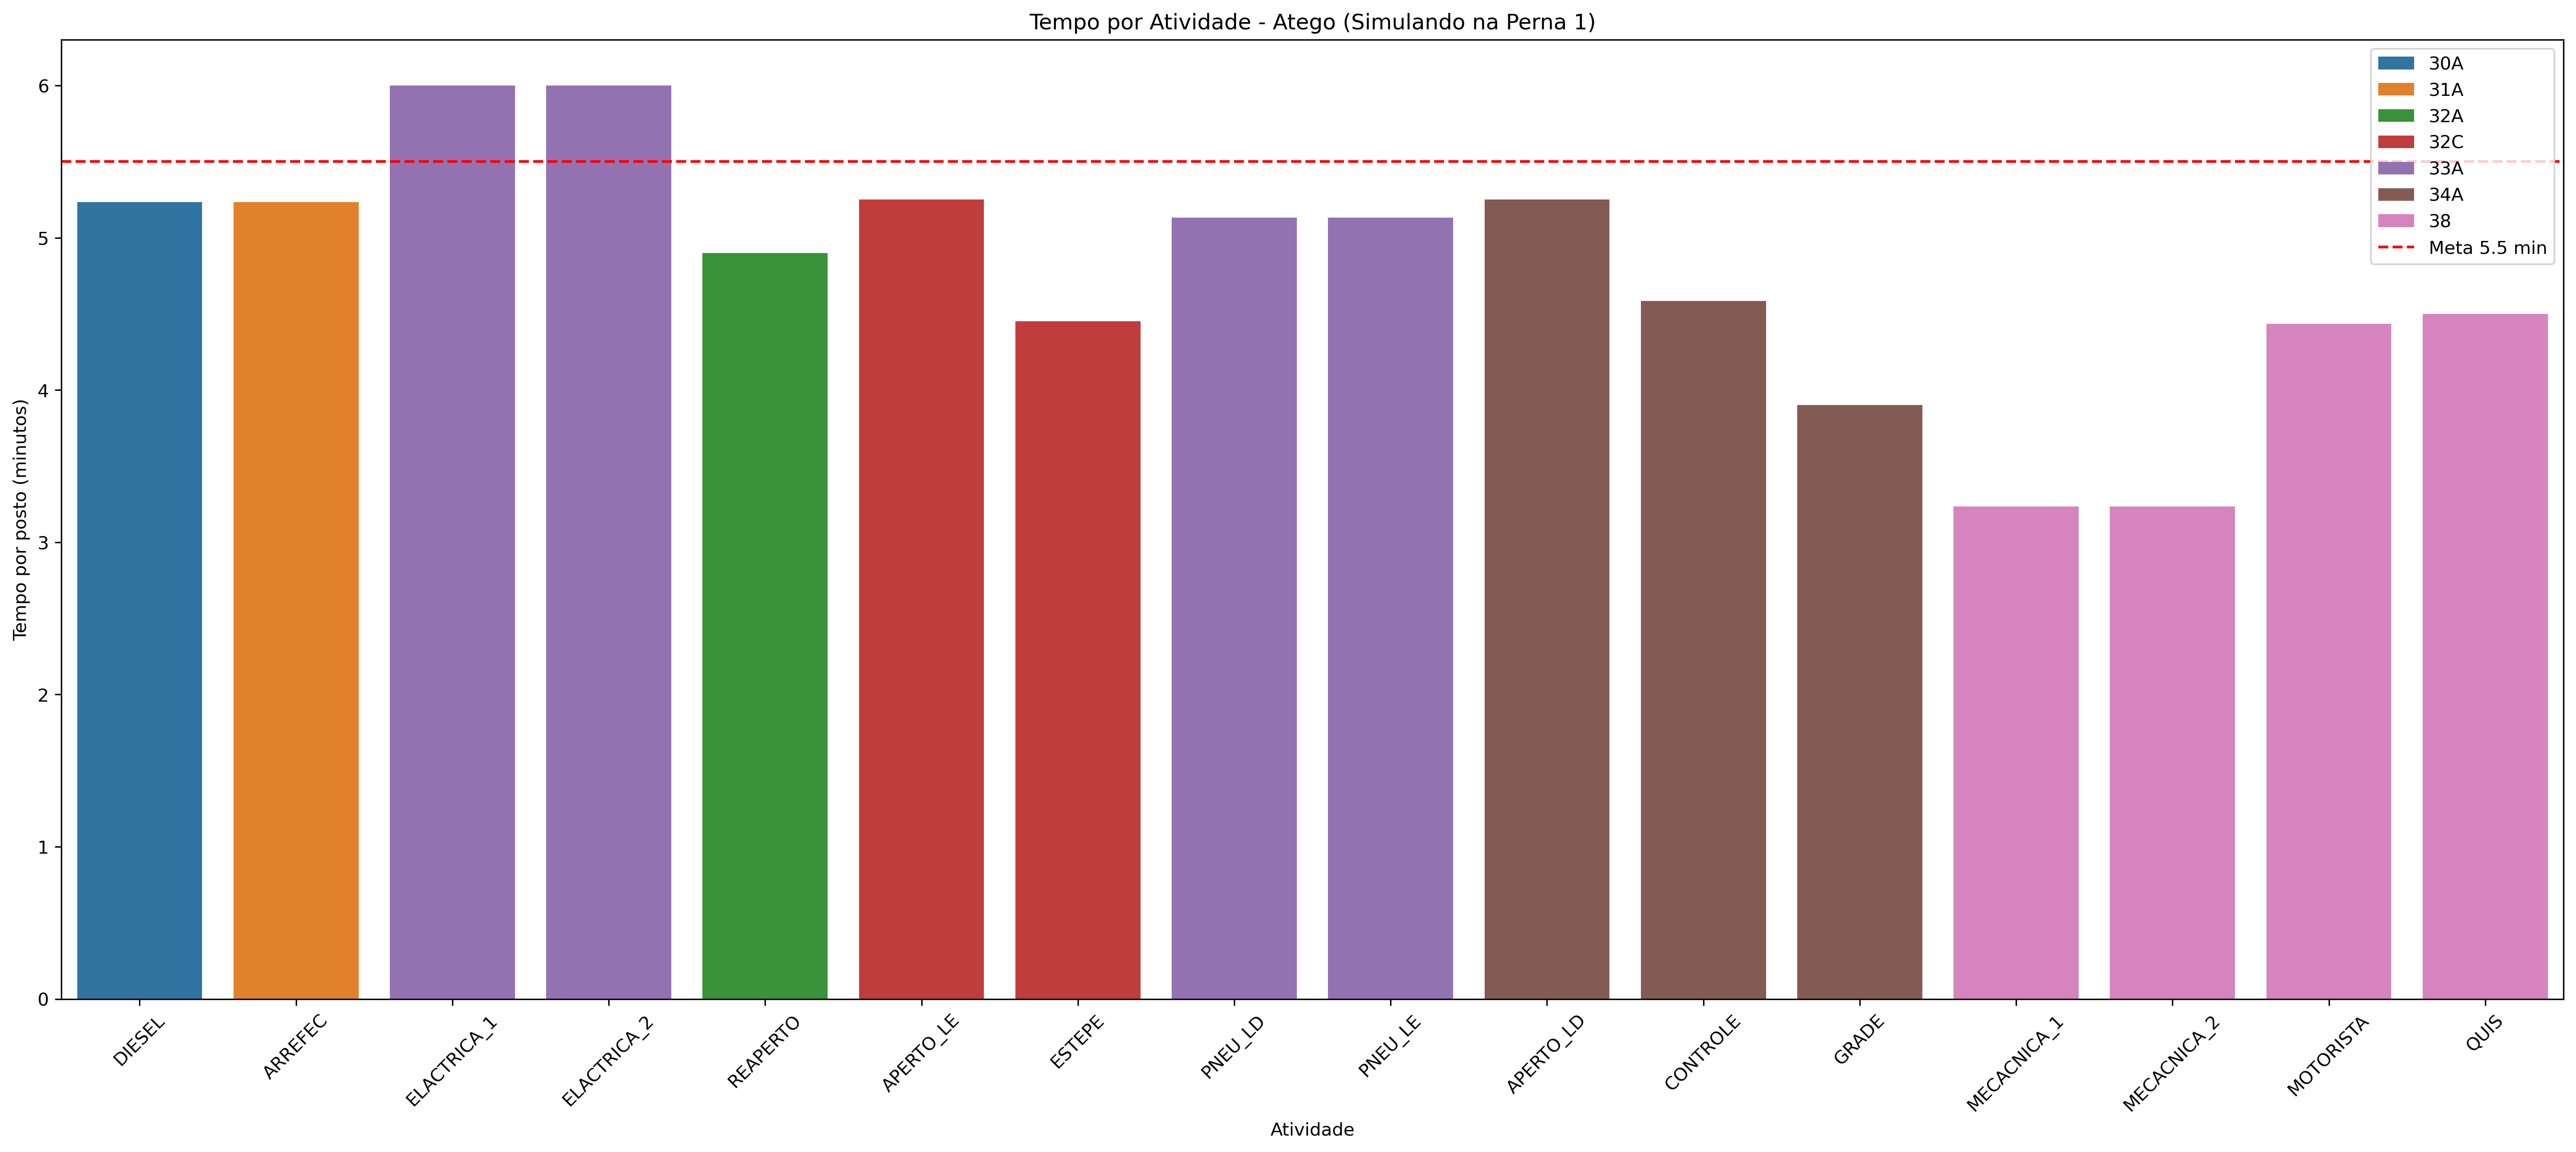 Tempo por Atividade - Atego (Simulando na Perna 1)
30A
31A
32A
32C
33A
34A
38
Meta 5.5 min
Tempo por posto (minutos)
6
5
4
3
2
1
0
DIESEL
ARREFEC
ELACTRICA_1
ELACTRICA_2
REAPERTO
APERTO_LE
ESTEPE
PNEU_LD
PNEU_LE
APERTO_LD
CONTROLE
GRADE
MECACNICA_1
MECACNICA_2
MOTORISTA
QUIS
Atividade